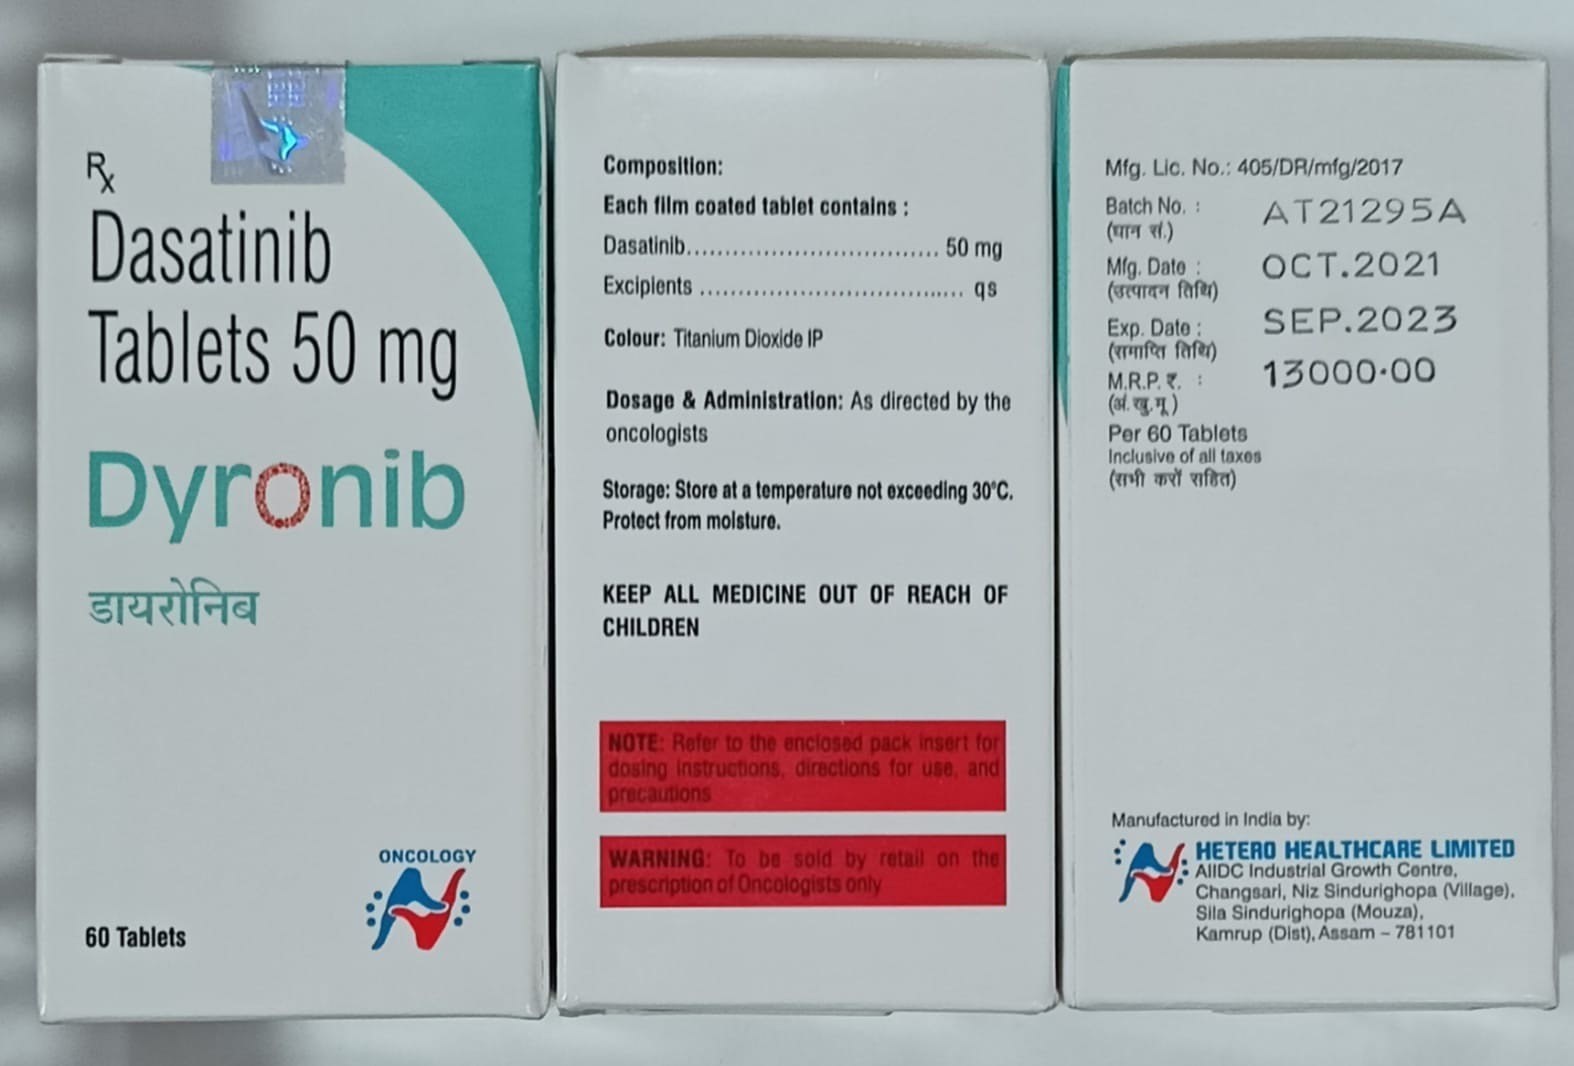 Rx
Dasatinib
Tablets 50 mg
Dyronib
डायरोनिब
ONCOLOGY
60 Tablets
Composition:
Each film coated tablet contains :
Dasatinib................................ 50 mg
Excipients .................................. qs
Colour: Titanium Dioxide IP
Dosage & Administration: As directed by the
oncologists
Storage: Store at a temperature not exceeding 30°C.
Protect from moisture.
KEEP ALL MEDICINE OUT OF REACH OF
CHILDREN
NOTE: Refer to the enclosed pack insert for
dosing instructions, directions for use, and
precautions
WARNING: To be sold by retail on the
prescription of Oncologists only
Mfg. Lic. No.: 405/DR/mfg/2017
Batch No. : AT21295A
(घान सं.)
Mfg. Date : OCT.2021
(उत्पादन तिथि)
Exp. Date : SEP.2023
(समाप्ति तिथि)
M.R.P. ₹. : 13000.00
(अं.खु.मू.)
Per 60 Tablets
Inclusive of all taxes
(सभी करों सहित)
Manufactured in India by:
HETERO HEALTHCARE LIMITED
AIIDC Industrial Growth Centre,
Changsari, Niz Sindurighopa (Village),
Sila Sindurighopa (Mouza),
Kamrup (Dist), Assam – 781101